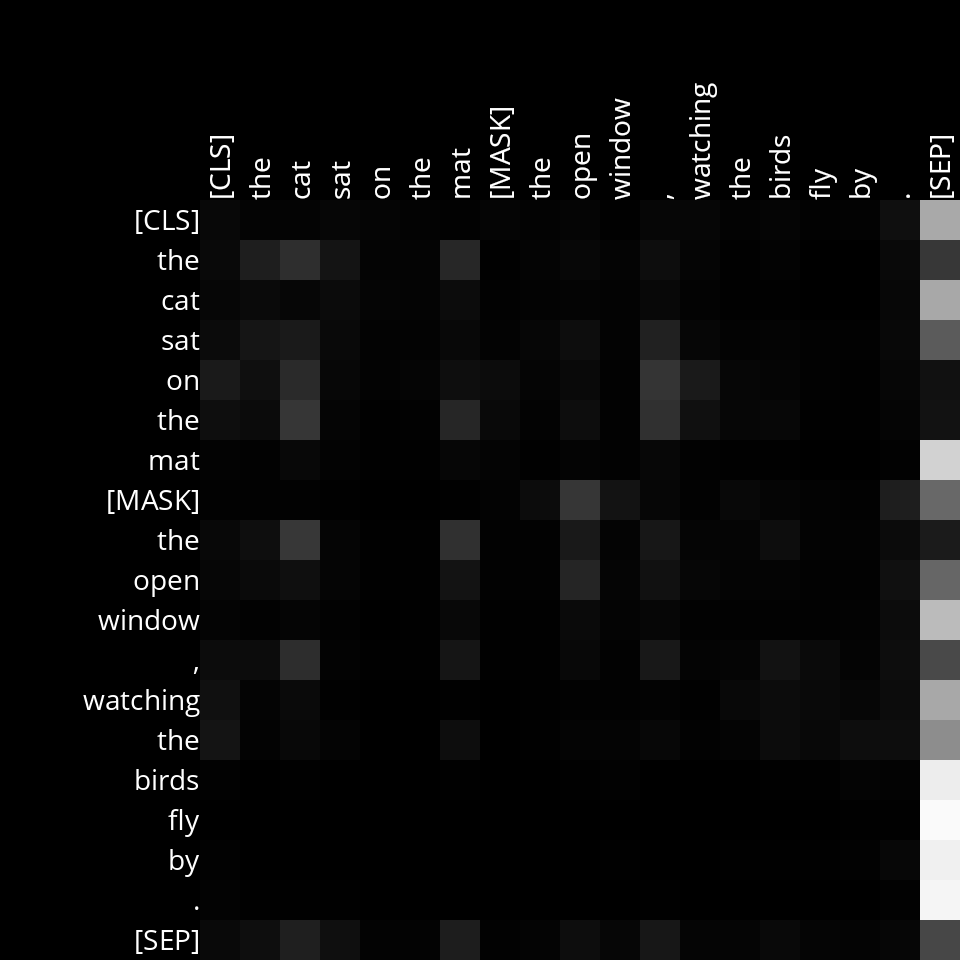 [CLS] the cat sat on the mat [MASK] the open window , watching the birds fly by . [SEP]
[CLS]
the
cat
sat
on
the
mat
[MASK]
the
open
window
,
watching
the
birds
fly
by
.
[SEP]